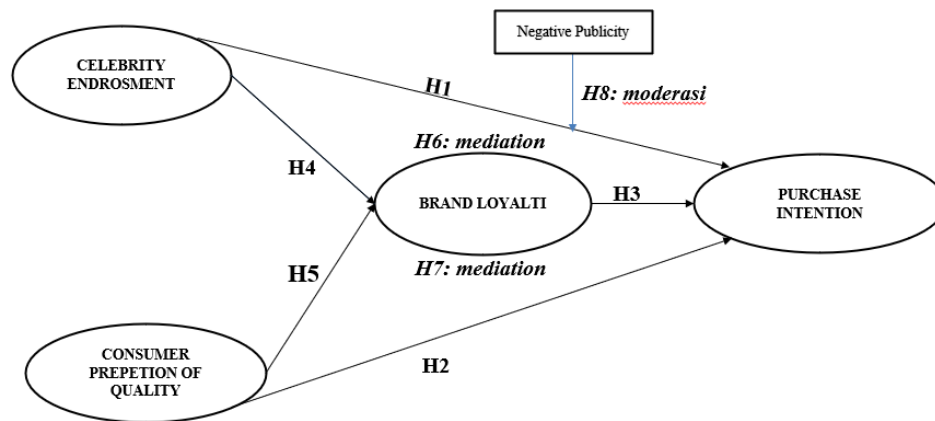 Negative Publicity
CELEBRITY
ENDROSMENT
H1
H8: moderasi
H6: mediation
H4
BRAND LOYALTI
H3
PURCHASE
INTENTION
H7: mediation
H5
CONSUMER
PREPETION OF
QUALITY
H2